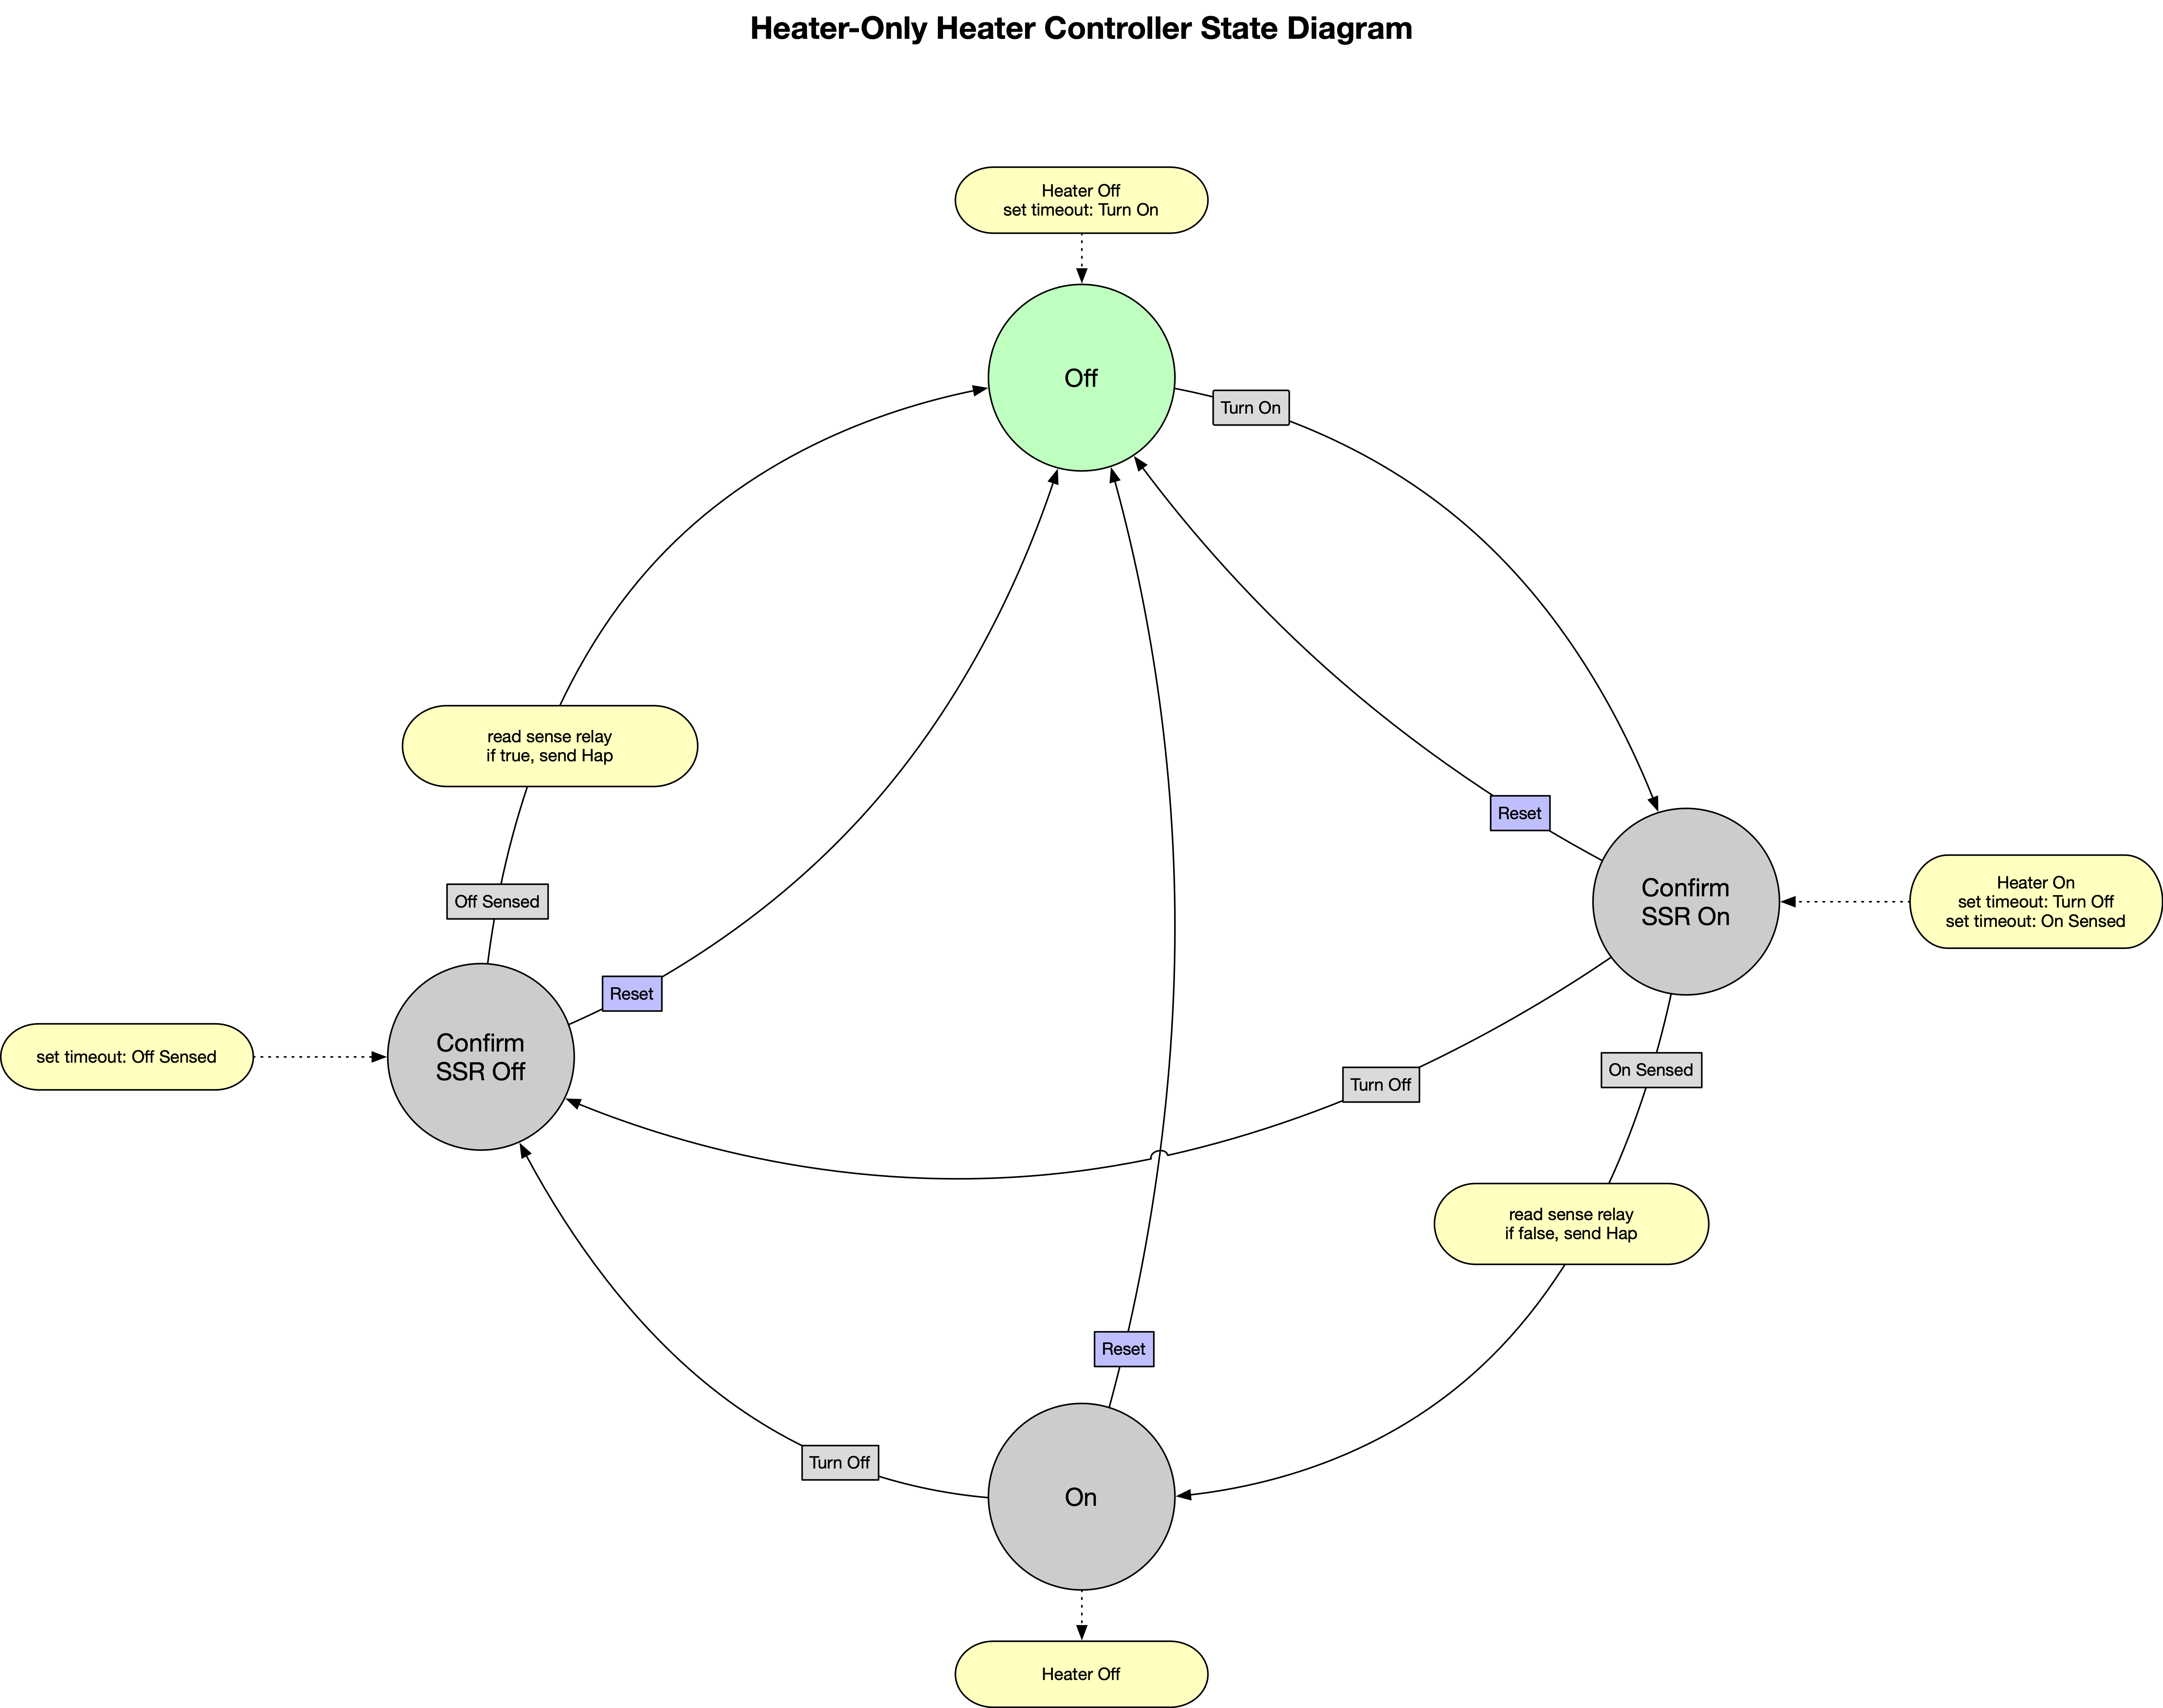 Heater-Only Heater Controller State Diagram
Heater Off
set timeout: Turn On
Off
Turn On
read sense relay
if true, send Hap
Reset
Off Sensed
Confirm
SSR On
Heater On
set timeout: Turn Off
set timeout: On Sensed
Reset
Confirm
SSR Off
set timeout: Off Sensed
Turn Off
On Sensed
read sense relay
if false, send Hap
Reset
Turn Off
On
Heater Off